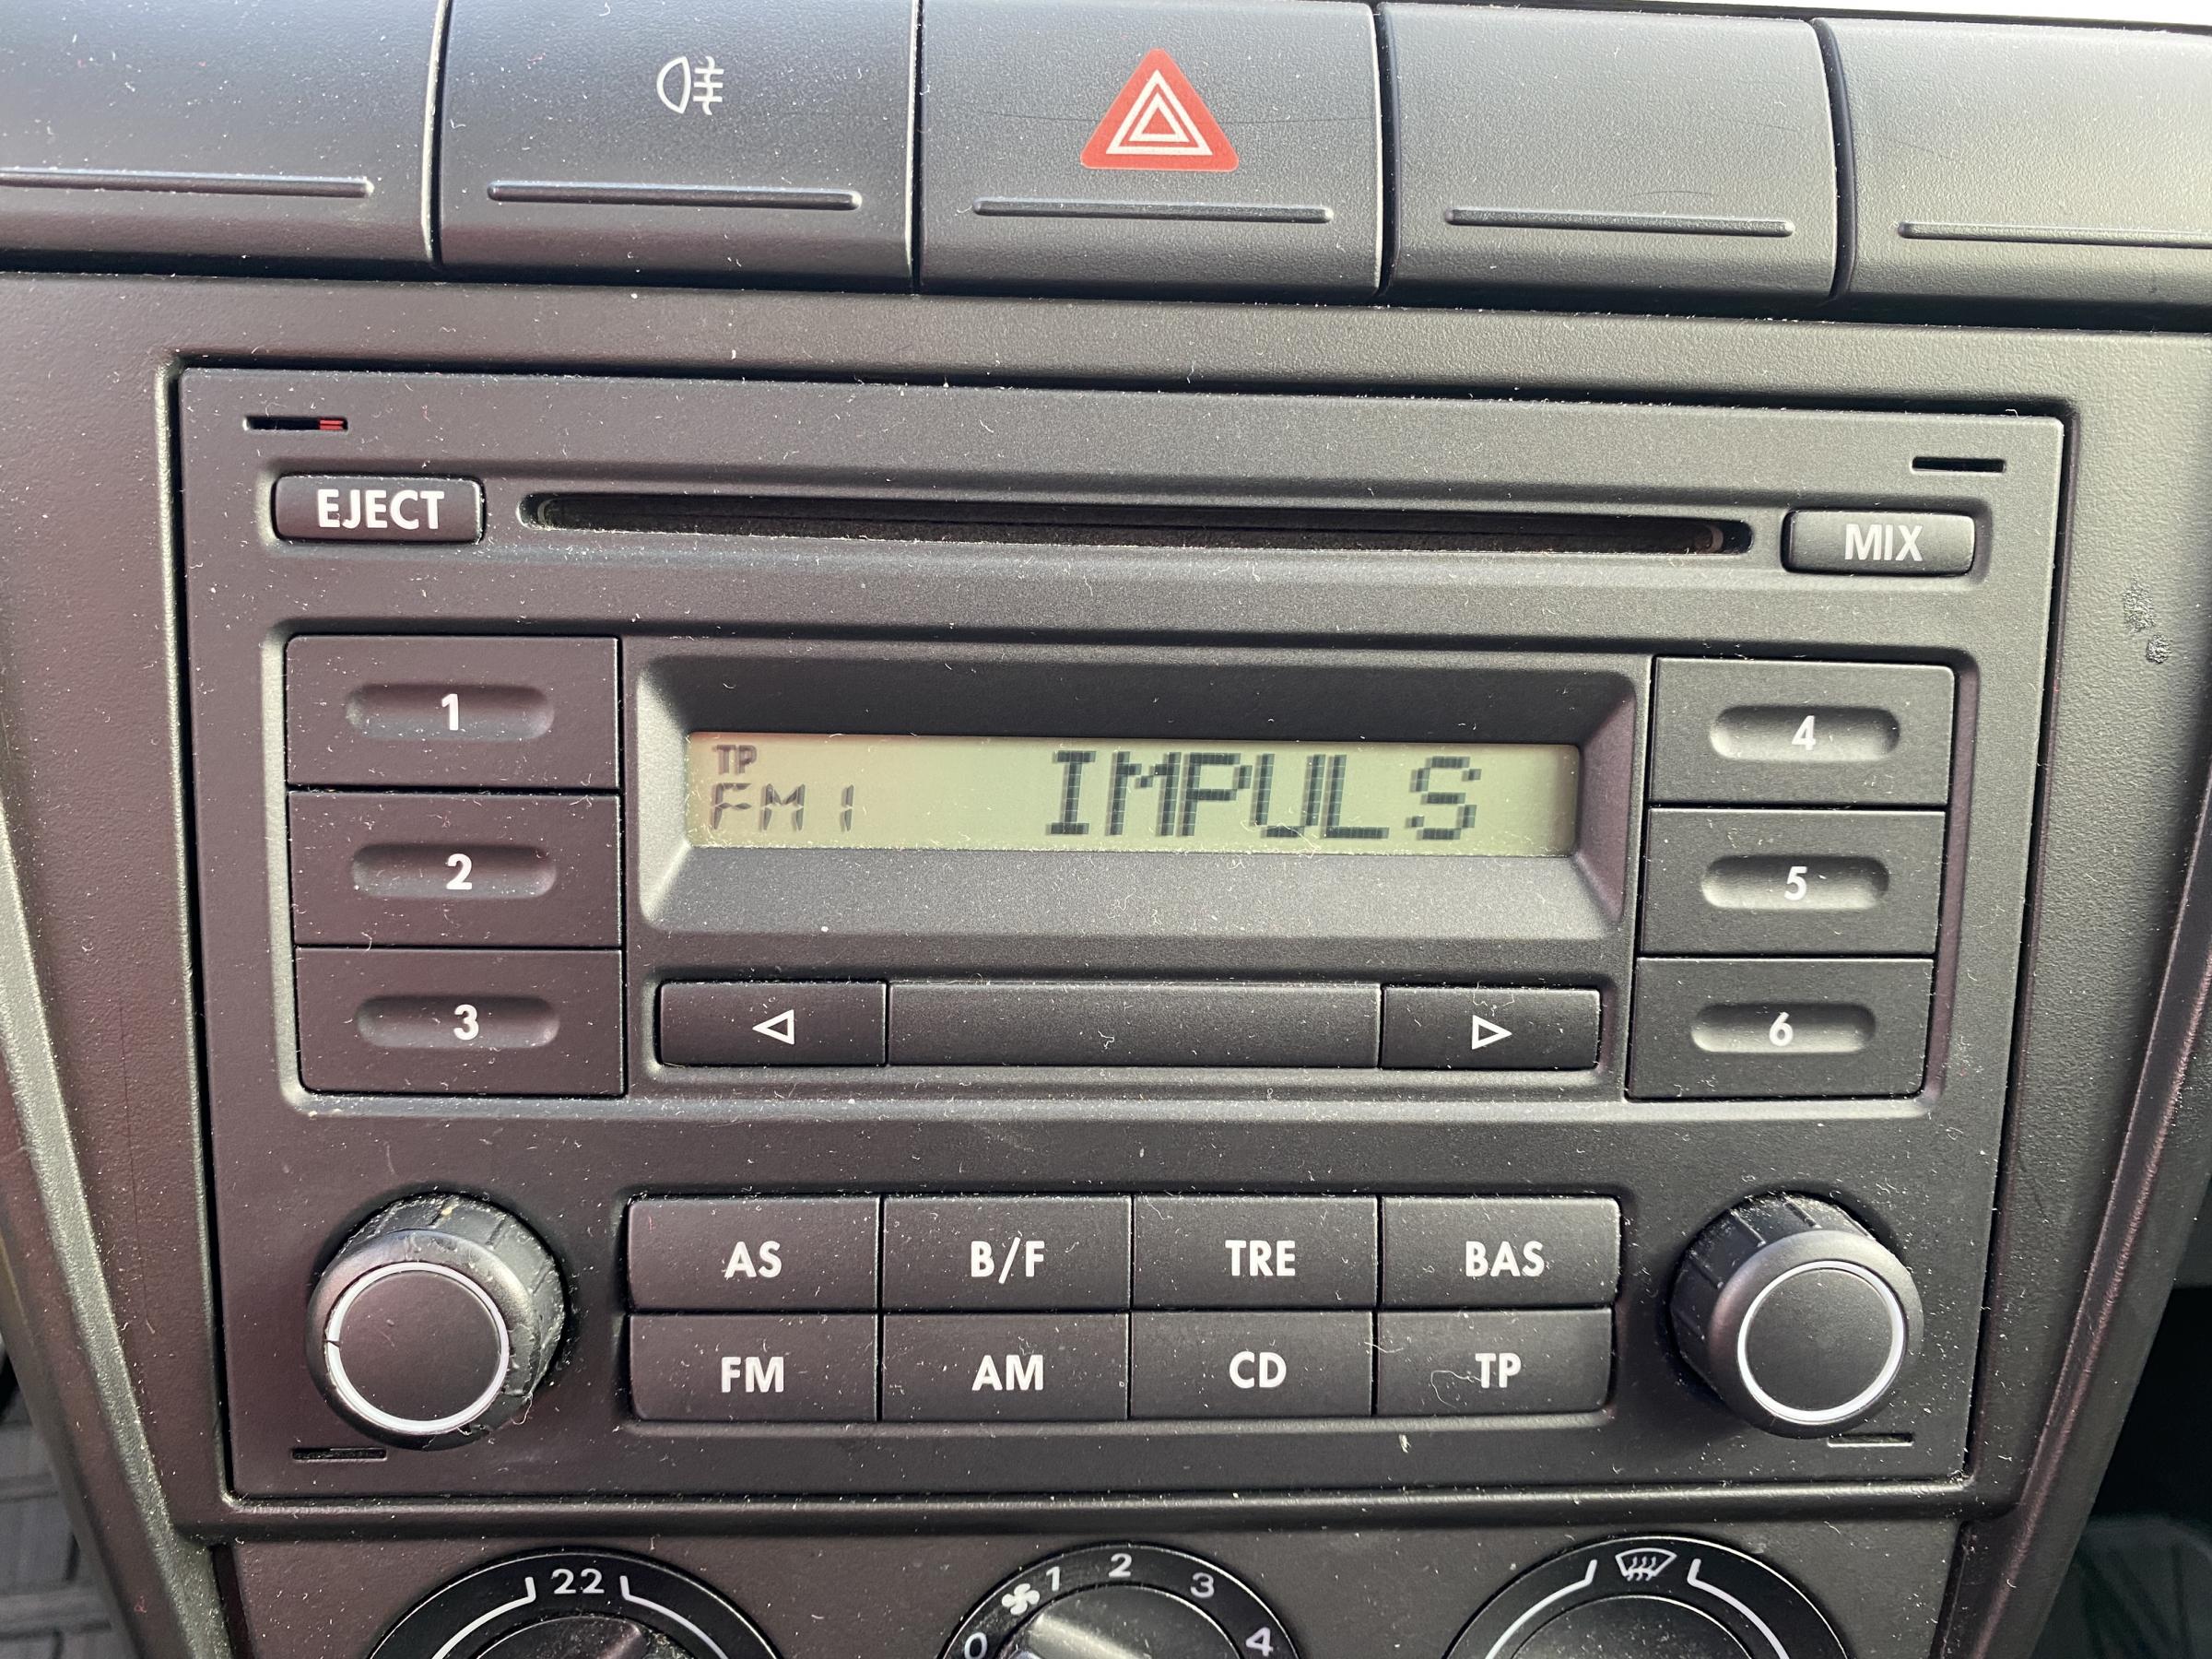 EJECT
MIX
1
TP
FM1 IMPULS
4
2
5
3
6
AS B/F TRE BAS
FM AM CD TP
22
0 1 2 3 4